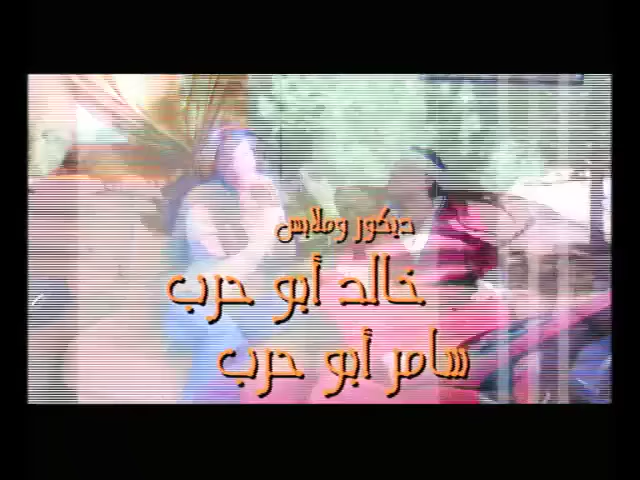 ديكور وملابس
خالد أبو حرب
سامر أبو حرب